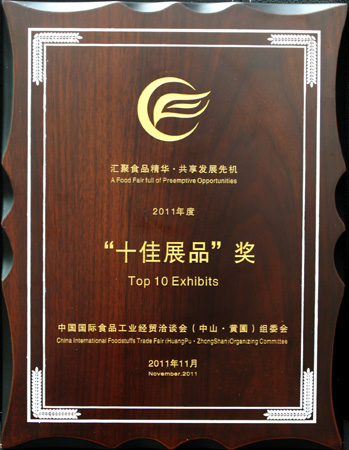 汇聚食品精华·共享发展先机
A Food Fair full of Preemptive Opportunities
2011年度
“十佳展品”奖
Top 10 Exhibits
中国国际食品工业经贸洽谈会（中山·黄圃）组委会
China International Foodstuffs Trade Fair (HuangPu·ZhongShan)Organizing Committee
2011年11月
November,2011